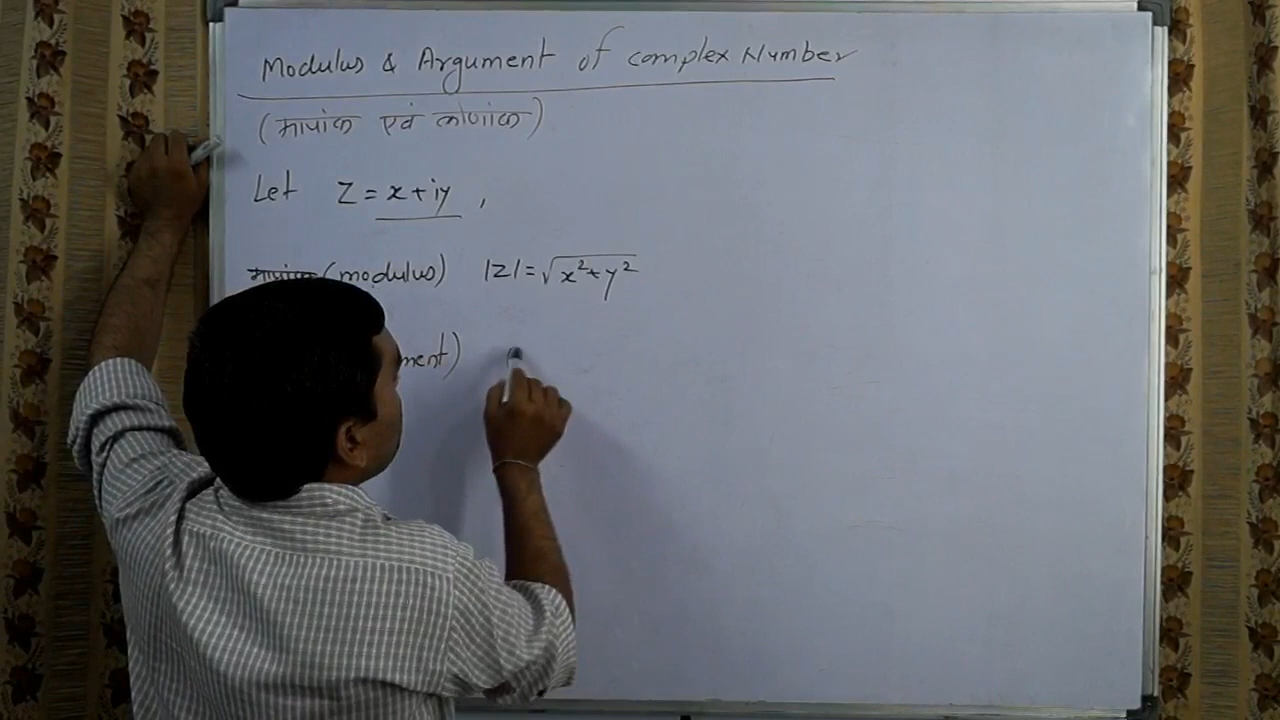 Modulus & Argument of complex Number
(मापांक एवं कोणांक)
Let Z = x + iy ,
मापांक (modulus) |Z| = √x²+y²
ment)